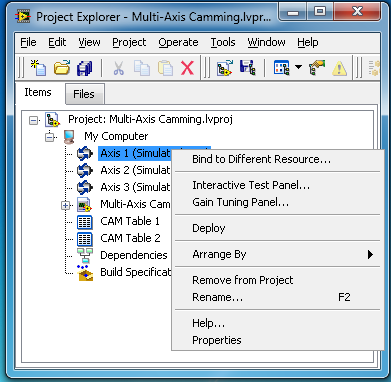 Project Explorer - Multi-Axis Camming.lvpr...
File Edit View Project Operate Tools Window Help
Items Files
Project: Multi-Axis Camming.lvproj
My Computer
Axis 1 (Simulat
Axis 2 (Simulat
Axis 3 (Simulat
Multi-Axis Cam
CAM Table 1
CAM Table 2
Dependencies
Build Specificat
Bind to Different Resource...
Interactive Test Panel...
Gain Tuning Panel...
Deploy
Arrange By
Remove from Project
Rename... F2
Help...
Properties